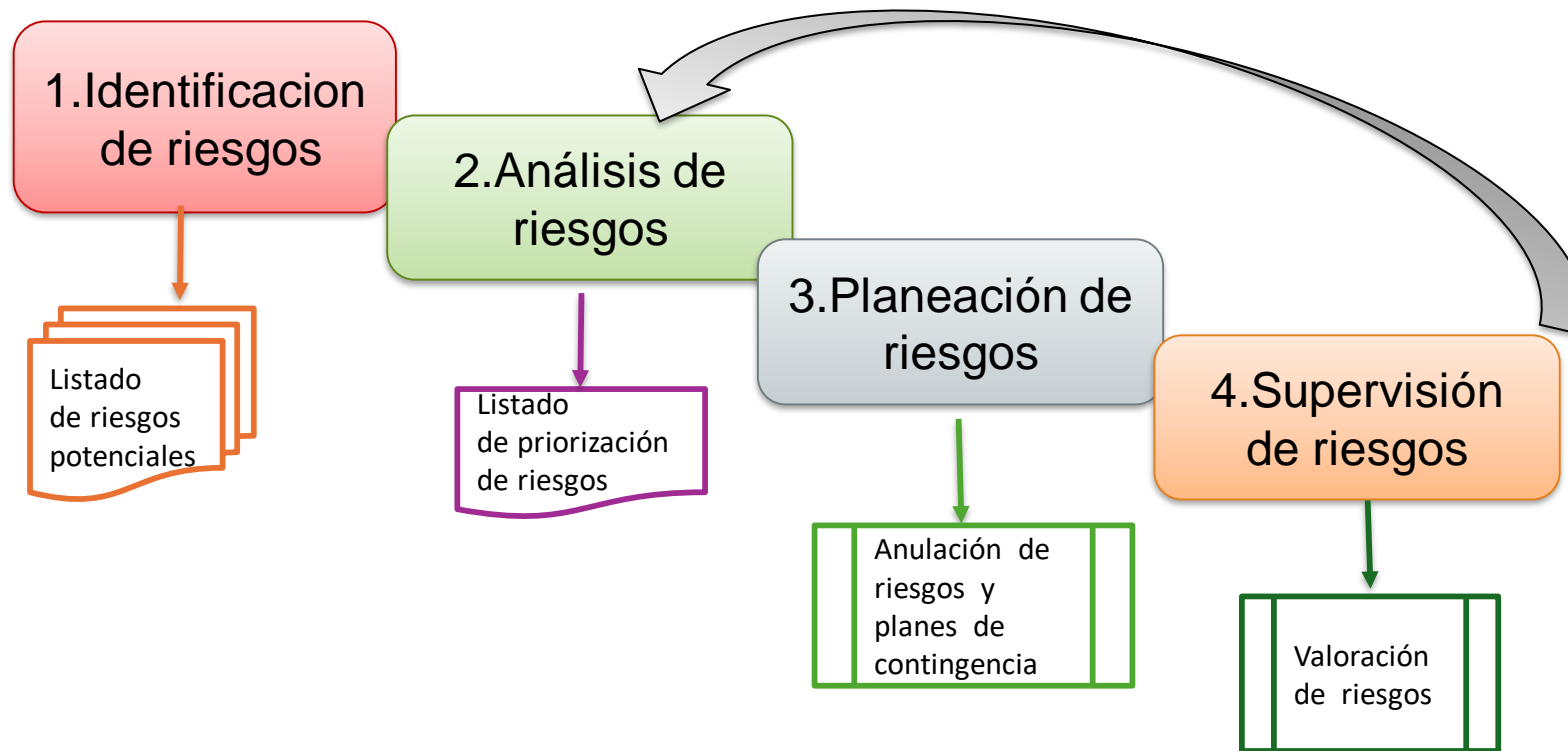 1.Identificacion
de riesgos
2.Análisis de
riesgos
3.Planeación de
riesgos
4.Supervisión
de riesgos
Listado
de riesgos
potenciales
Listado
de priorización
de riesgos
Anulación de
riesgos y
planes de
contingencia
Valoración
de riesgos